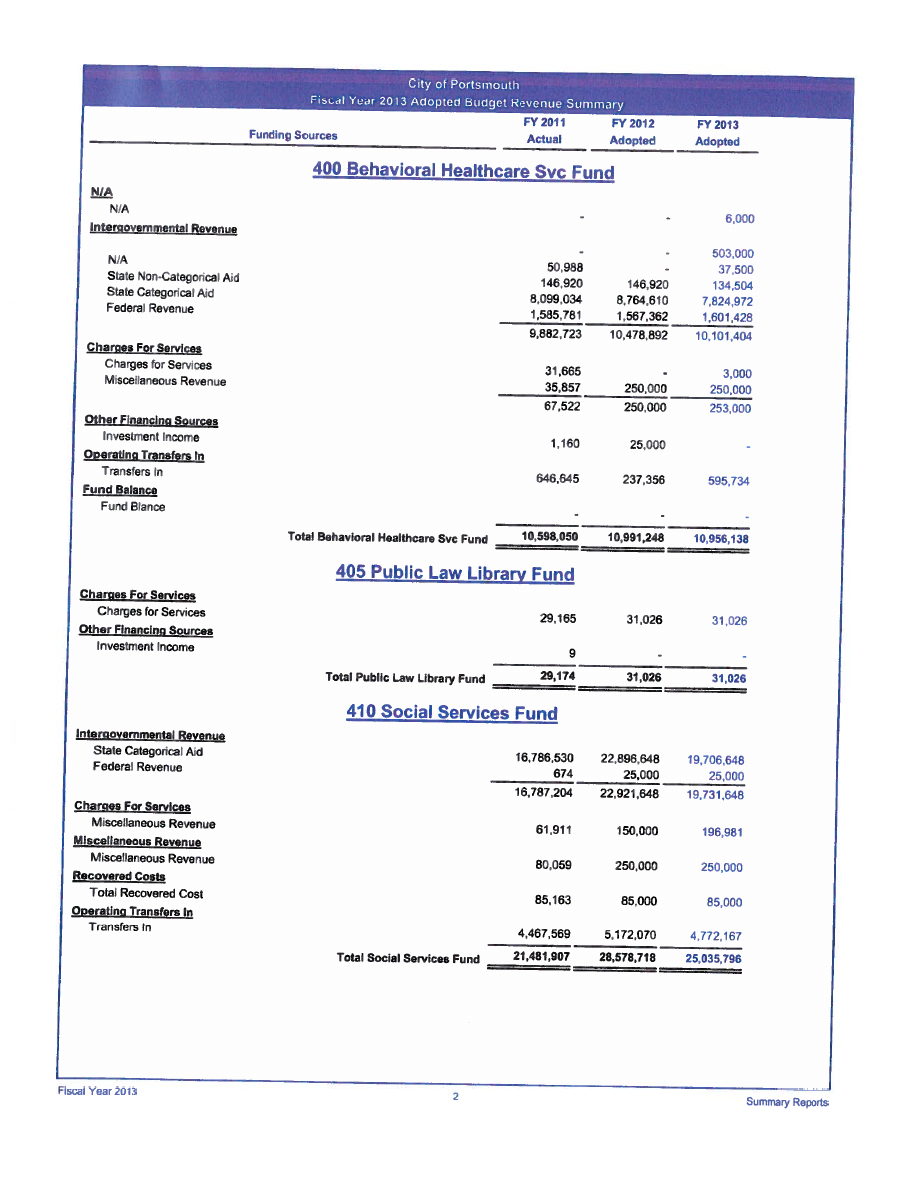 City of Portsmouth
Fiscal Year 2013 Adopted Budget Revenue Summary
Funding Sources FY 2011 Actual FY 2012 Adopted FY 2013 Adopted
400 Behavioral Healthcare Svc Fund
N/A
N/A - - 6,000
Intergovernmental Revenue
- - 503,000
N/A 50,988 - 37,500
State Non-Categorical Aid 146,920 146,920 134,504
State Categorical Aid 8,099,034 8,764,610 7,824,972
Federal Revenue 1,585,781 1,567,362 1,601,428
9,882,723 10,478,892 10,101,404
Charges For Services
Charges for Services 31,665 - 3,000
Miscellaneous Revenue 35,857 250,000 250,000
67,522 250,000 253,000
Other Financing Sources
Investment Income 1,160 25,000 -
Operating Transfers In
Transfers In 646,645 237,356 595,734
Fund Balance
Fund Blance - - -
Total Behavioral Healthcare Svc Fund 10,598,050 10,991,248 10,956,138
405 Public Law Library Fund
Charges For Services
Charges for Services 29,165 31,026 31,026
Other Financing Sources
Investment Income 9 - -
Total Public Law Library Fund 29,174 31,026 31,026
410 Social Services Fund
Intergovernmental Revenue
State Categorical Aid 16,786,530 22,896,648 19,706,648
Federal Revenue 674 25,000 25,000
16,787,204 22,921,648 19,731,648
Charges For Services
Miscellaneous Revenue 61,911 150,000 196,981
Miscellaneous Revenue
Miscellaneous Revenue 80,059 250,000 250,000
Recovered Costs
Total Recovered Cost 85,163 85,000 85,000
Operating Transfers In
Transfers In 4,467,569 5,172,070 4,772,167
Total Social Services Fund 21,481,907 28,578,718 25,035,796
Fiscal Year 2013 2 Summary Reports